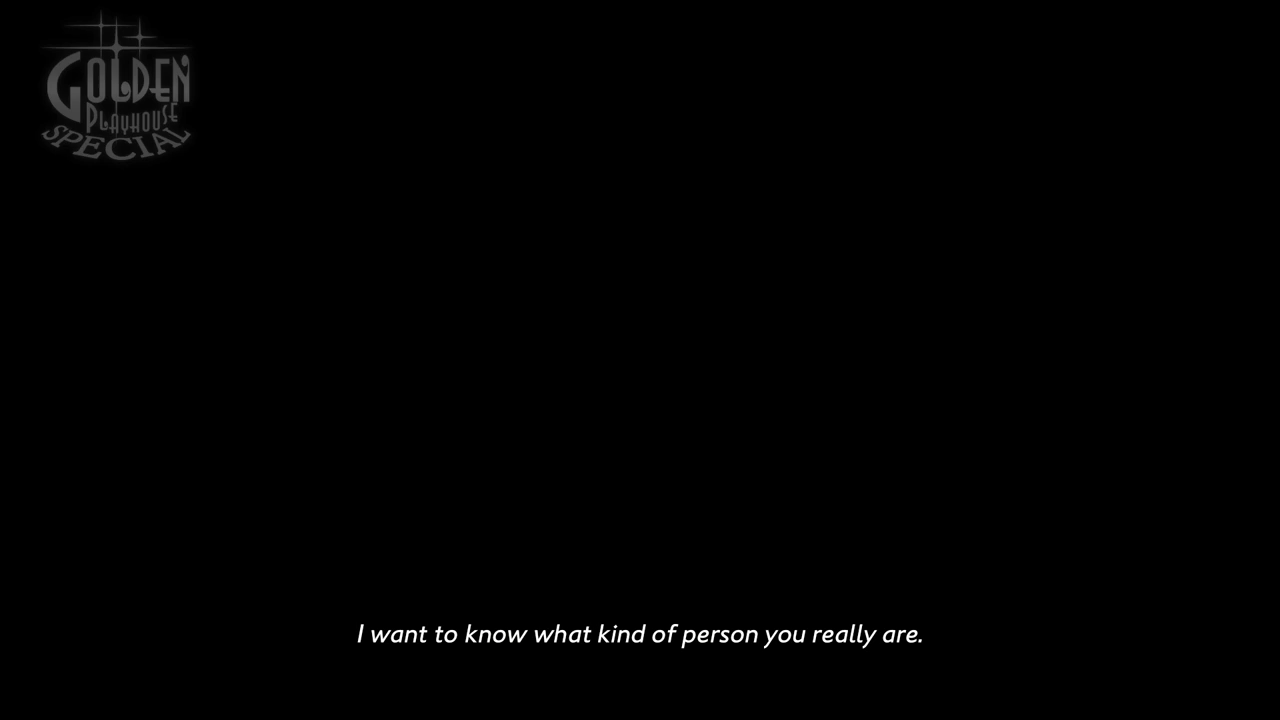 GOLDEN
PLAYHOUSE
SPECIAL
I want to know what kind of person you really are.